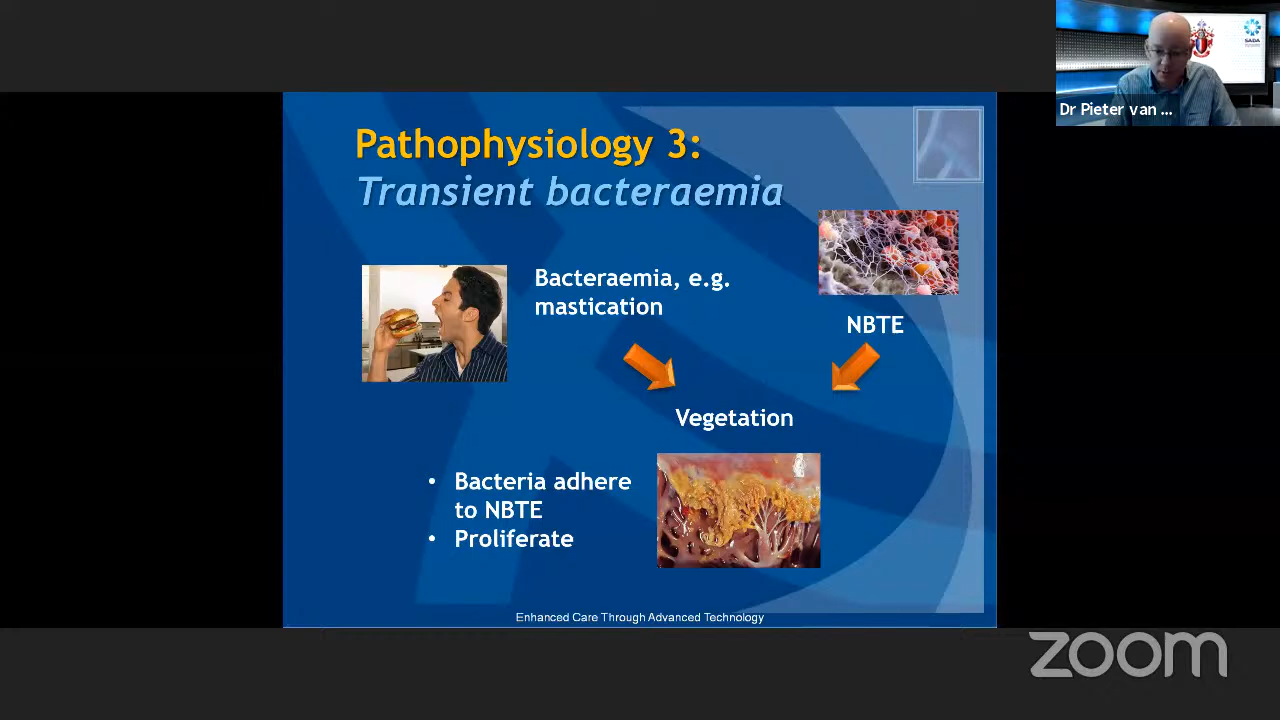 SADA
Dr Pieter van ...
Pathophysiology 3:
Transient bacteraemia
Bacteraemia, e.g.
mastication
NBTE
Vegetation
• Bacteria adhere
to NBTE
• Proliferate
Enhanced Care Through Advanced Technology
zoom